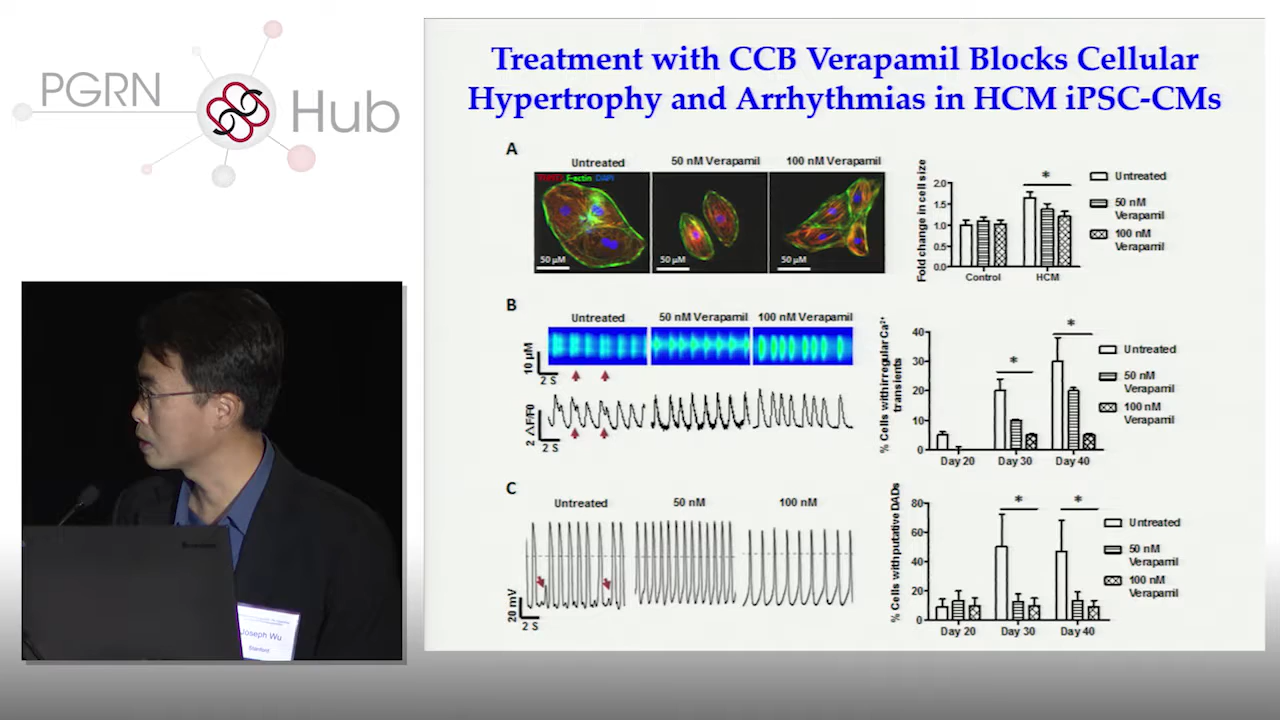 PGRN
Hub
Treatment with CCB Verapamil Blocks Cellular
Hypertrophy and Arrhythmias in HCM iPSC-CMs
A
Untreated
50 nM Verapamil
100 nM Verapamil
F-actin DAPI
50 µM
50 µM
50 µM
Fold change in cell size
2.0
1.5
1.0
0.5
0.0
*
Control
HCM
Untreated
50 nM
Verapamil
100 nM
Verapamil
B
Untreated
50 nM Verapamil
100 nM Verapamil
10 µM
2 S
2 ΔF/F0
2 S
% Cells with irregular Ca²⁺
transients
40
30
20
10
0
*
*
Day 20
Day 30
Day 40
Untreated
50 nM
Verapamil
100 nM
Verapamil
C
Untreated
50 nM
100 nM
20 mV
2 S
% Cells with putative DADs
80
60
40
20
0
*
*
Day 20
Day 30
Day 40
Untreated
50 nM
Verapamil
100 nM
Verapamil
Joseph Wu
Stanford